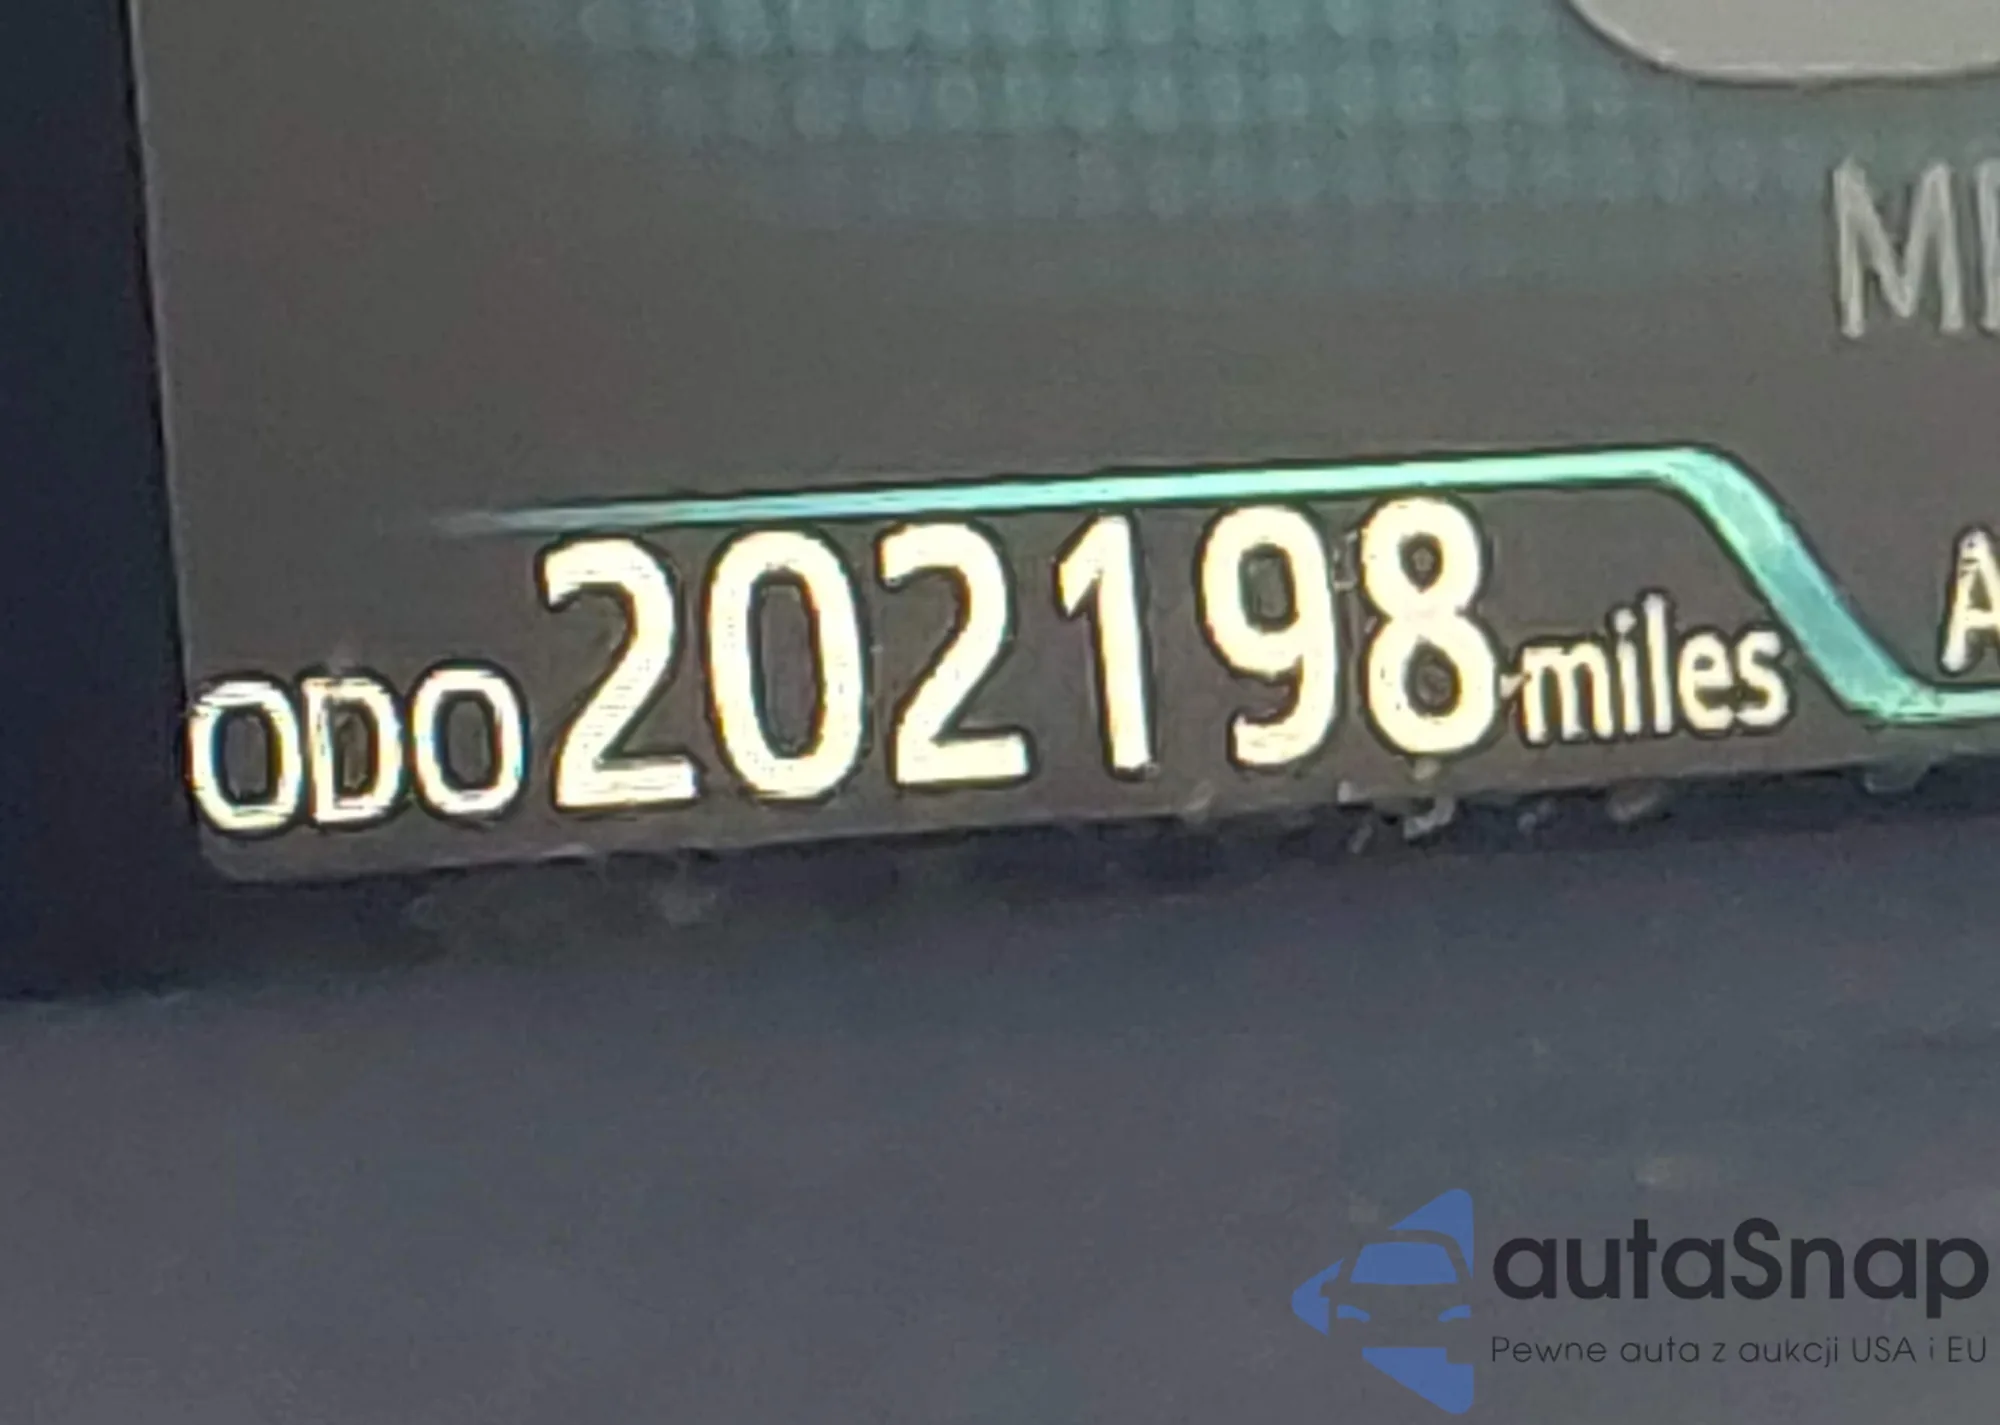 ODO 202198 miles
autaSnap
Pewne auta z aukcji USA i EU